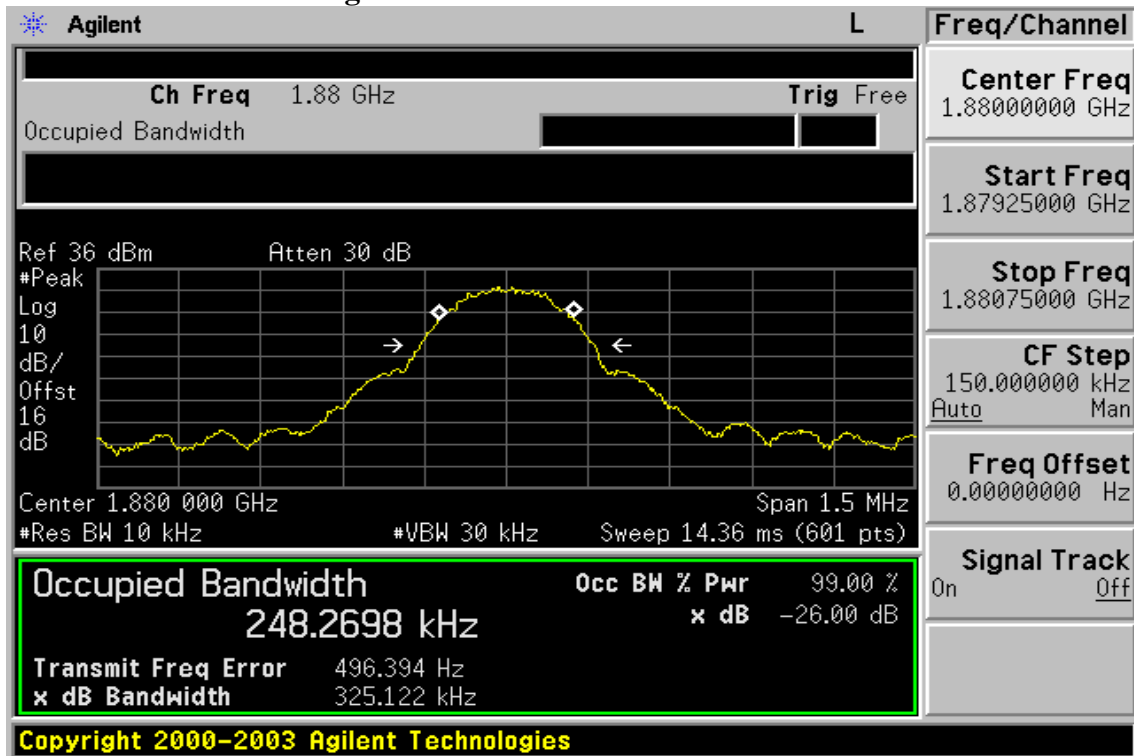 Agilent
L
Freq/Channel
Ch Freq 1.88 GHz
Trig Free
Occupied Bandwidth
Center Freq
1.88000000 GHz
Start Freq
1.87925000 GHz
Stop Freq
1.88075000 GHz
CF Step
150.000000 kHz
Auto Man
Freq Offset
0.00000000 Hz
Signal Track
On Off
Ref 36 dBm
Atten 30 dB
#Peak
Log
10
dB/
Offst
16
dB
Center 1.880 000 GHz
Span 1.5 MHz
#Res BW 10 kHz
#VBW 30 kHz
Sweep 14.36 ms (601 pts)
Occupied Bandwidth
248.2698 kHz
Occ BW % Pwr 99.00 %
x dB -26.00 dB
Transmit Freq Error 496.394 Hz
x dB Bandwidth 325.122 kHz
Copyright 2000-2003 Agilent Technologies